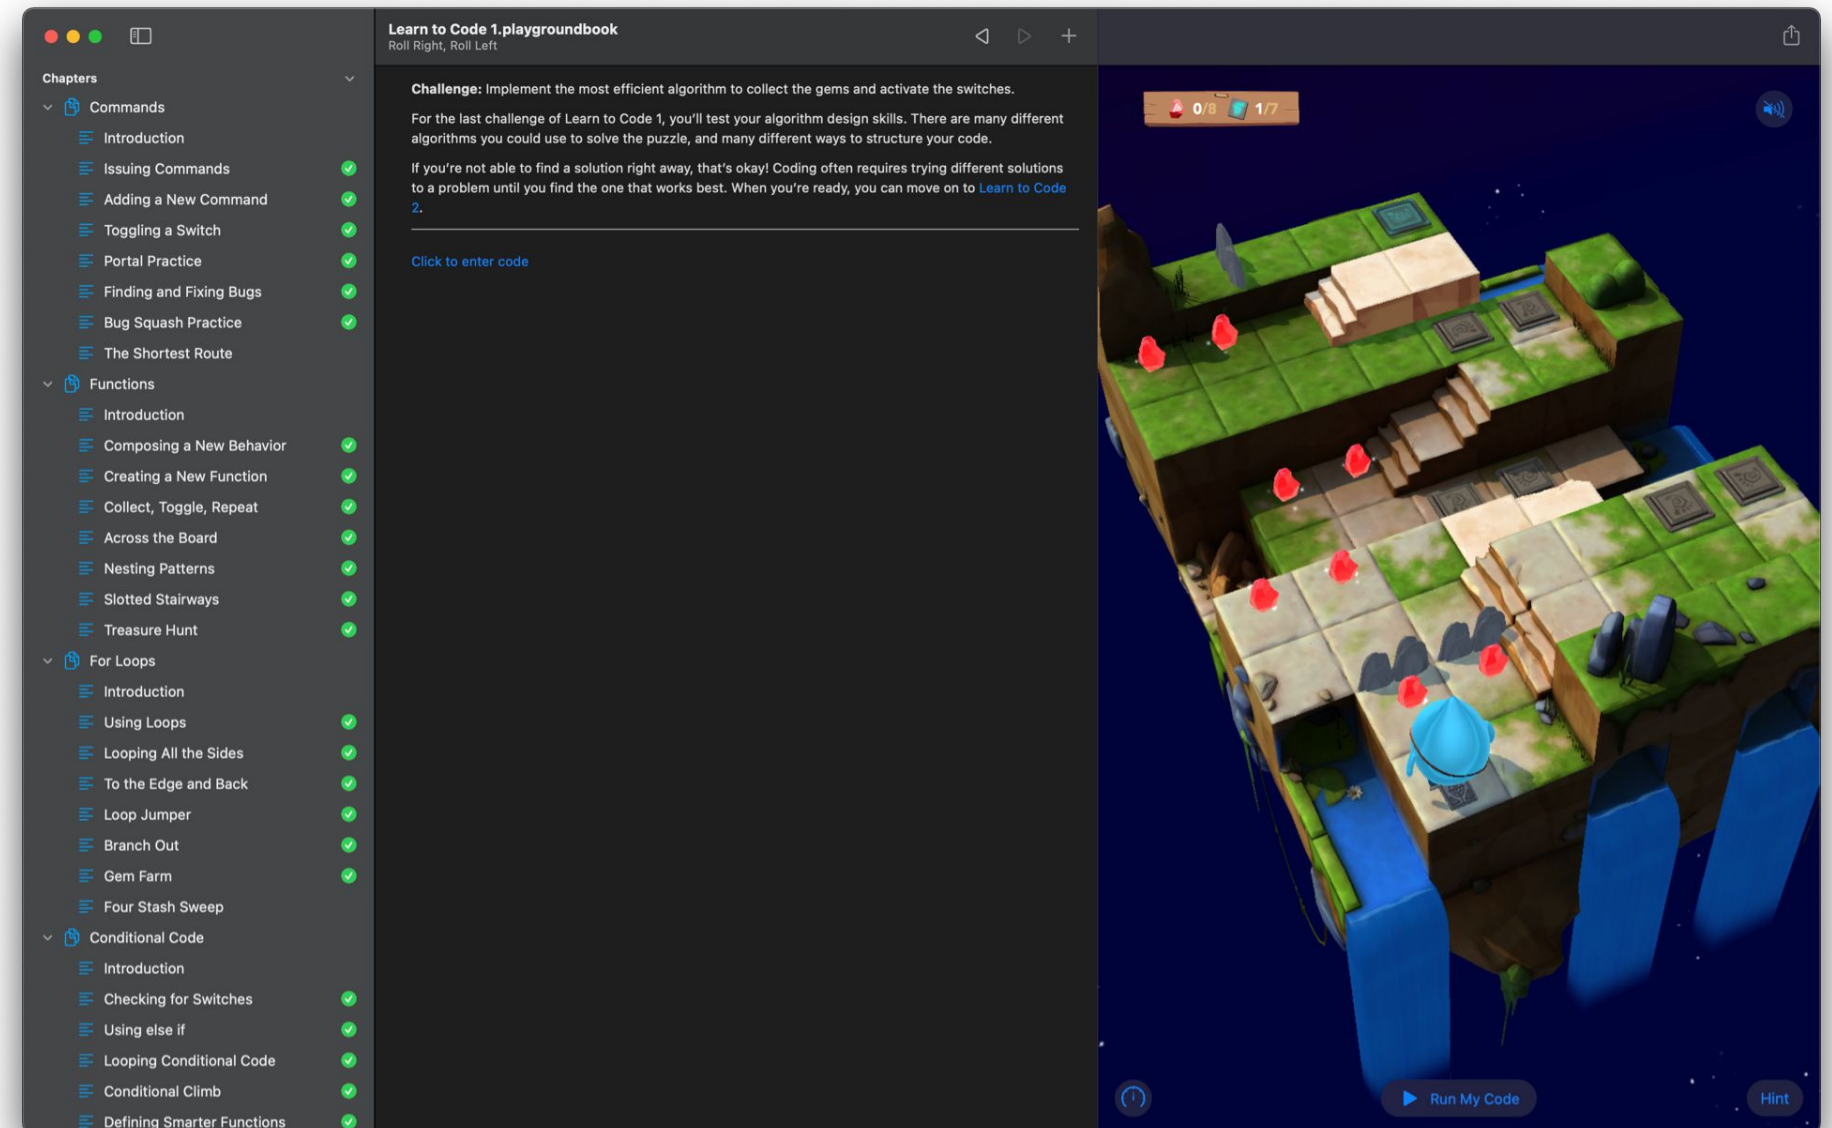 Learn to Code 1.playgroundbook
Roll Right, Roll Left
Chapters
Commands
Introduction
Issuing Commands
Adding a New Command
Toggling a Switch
Portal Practice
Finding and Fixing Bugs
Bug Squash Practice
The Shortest Route
Functions
Introduction
Composing a New Behavior
Creating a New Function
Collect, Toggle, Repeat
Across the Board
Nesting Patterns
Slotted Stairways
Treasure Hunt
For Loops
Introduction
Using Loops
Looping All the Sides
To the Edge and Back
Loop Jumper
Branch Out
Gem Farm
Four Stash Sweep
Conditional Code
Introduction
Checking for Switches
Using else if
Looping Conditional Code
Conditional Climb
Defining Smarter Functions
Challenge: Implement the most efficient algorithm to collect the gems and activate the switches.
For the last challenge of Learn to Code 1, you’ll test your algorithm design skills. There are many different
algorithms you could use to solve the puzzle, and many different ways to structure your code.
If you’re not able to find a solution right away, that’s okay! Coding often requires trying different solutions
to a problem until you find the one that works best. When you’re ready, you can move on to Learn to Code
2.
Click to enter code
0/8 1/7
Run My Code
Hint